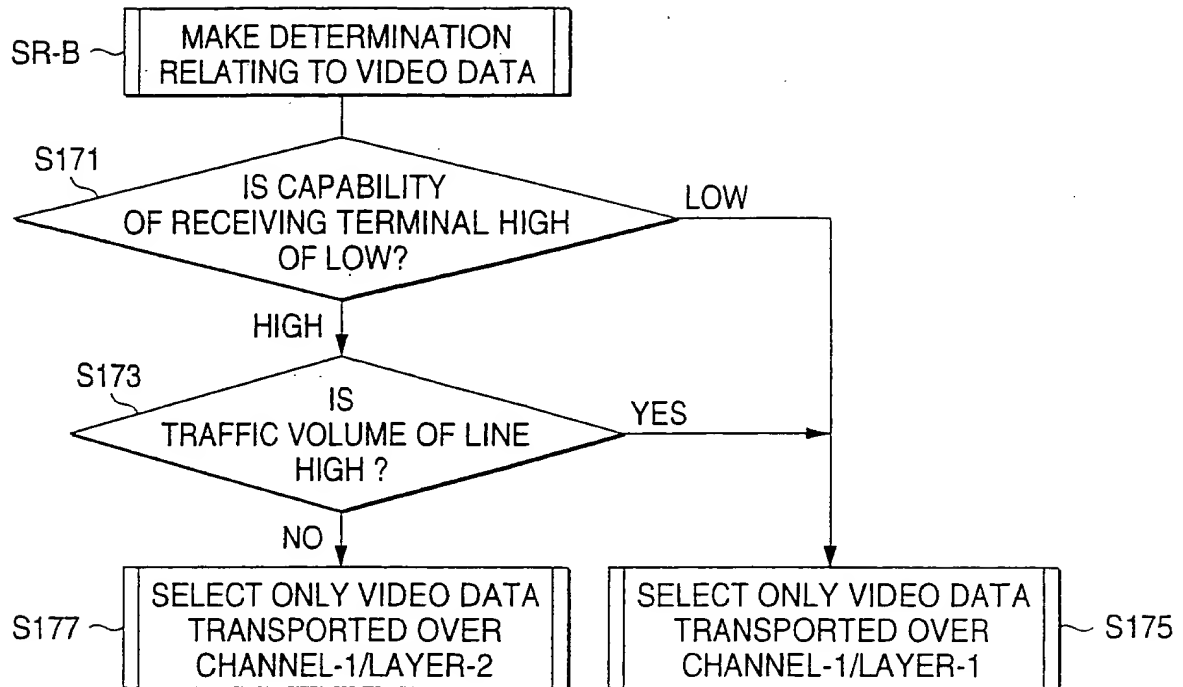 SR-B
MAKE DETERMINATION
RELATING TO VIDEO DATA
S171
IS CAPABILITY
OF RECEIVING TERMINAL HIGH
OF LOW?
LOW
HIGH
S173
IS
TRAFFIC VOLUME OF LINE
HIGH ?
YES
NO
S177
SELECT ONLY VIDEO DATA
TRANSPORTED OVER
CHANNEL-1/LAYER-2
SELECT ONLY VIDEO DATA
TRANSPORTED OVER
CHANNEL-1/LAYER-1
S175